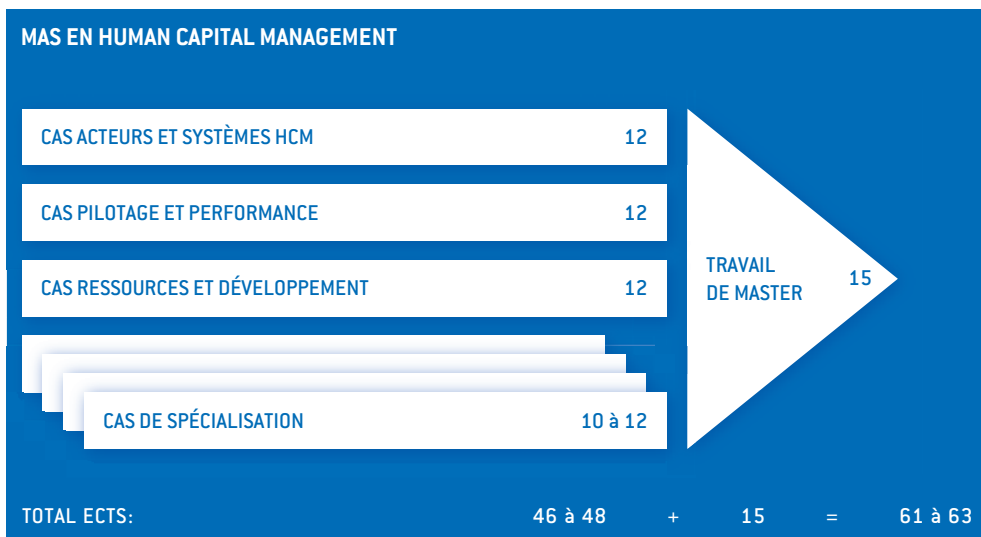 MAS EN HUMAN CAPITAL MANAGEMENT
CAS ACTEURS ET SYSTÈMES HCM 12
CAS PILOTAGE ET PERFORMANCE 12
CAS RESSOURCES ET DÉVELOPPEMENT 12
CAS DE SPÉCIALISATION 10 à 12
TRAVAIL
DE MASTER
15
TOTAL ECTS: 46 à 48 + 15 = 61 à 63